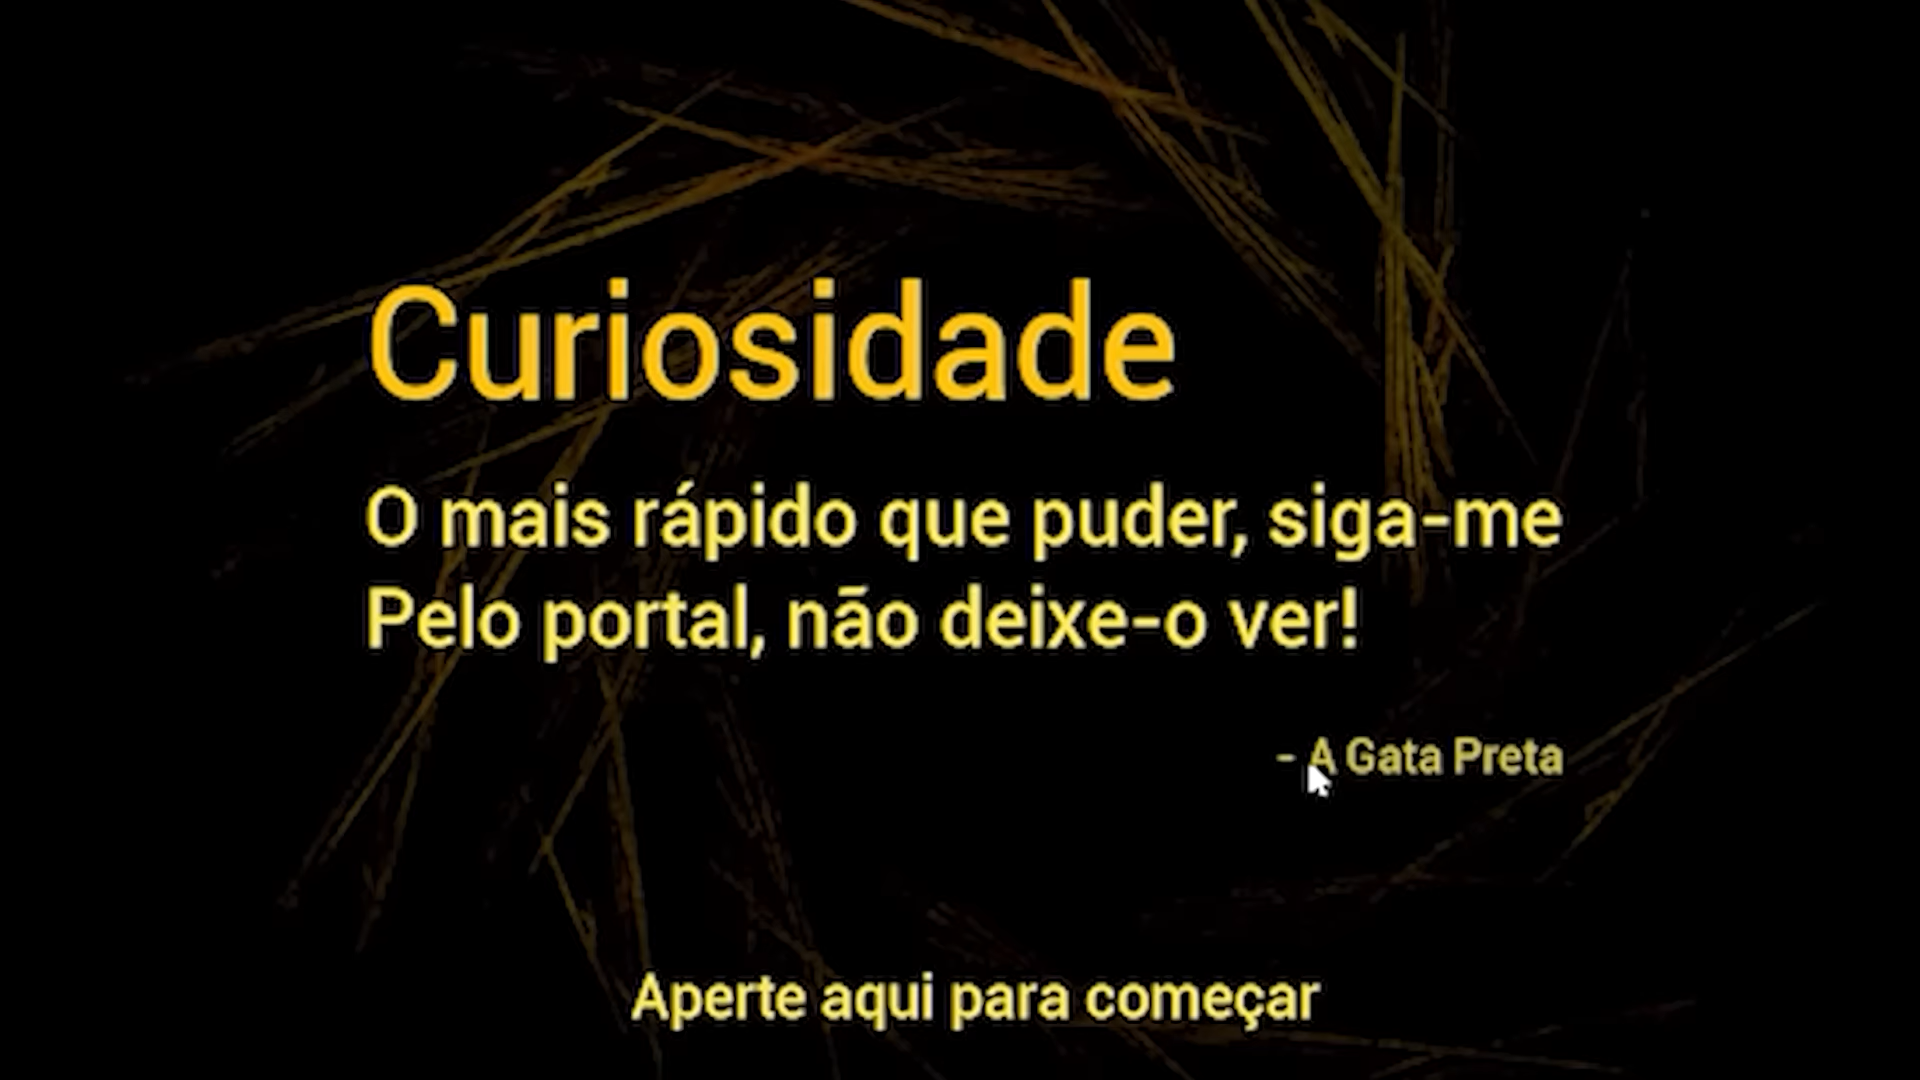 Curiosidade
O mais rápido que puder, siga-me
Pelo portal, não deixe-o ver!
- A Gata Preta
Aperte aqui para começar